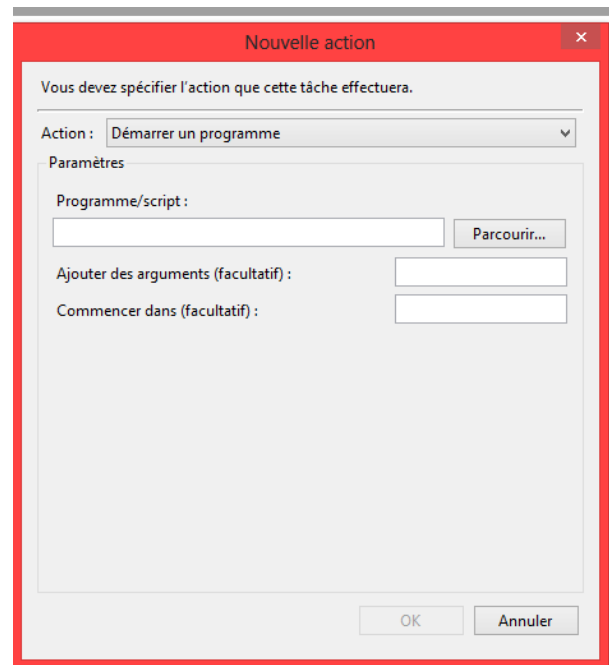 Nouvelle action
Vous devez spécifier l'action que cette tâche effectuera.
Action : Démarrer un programme
Paramètres
Programme/script :
Parcourir...
Ajouter des arguments (facultatif) :
Commencer dans (facultatif) :
OK Annuler